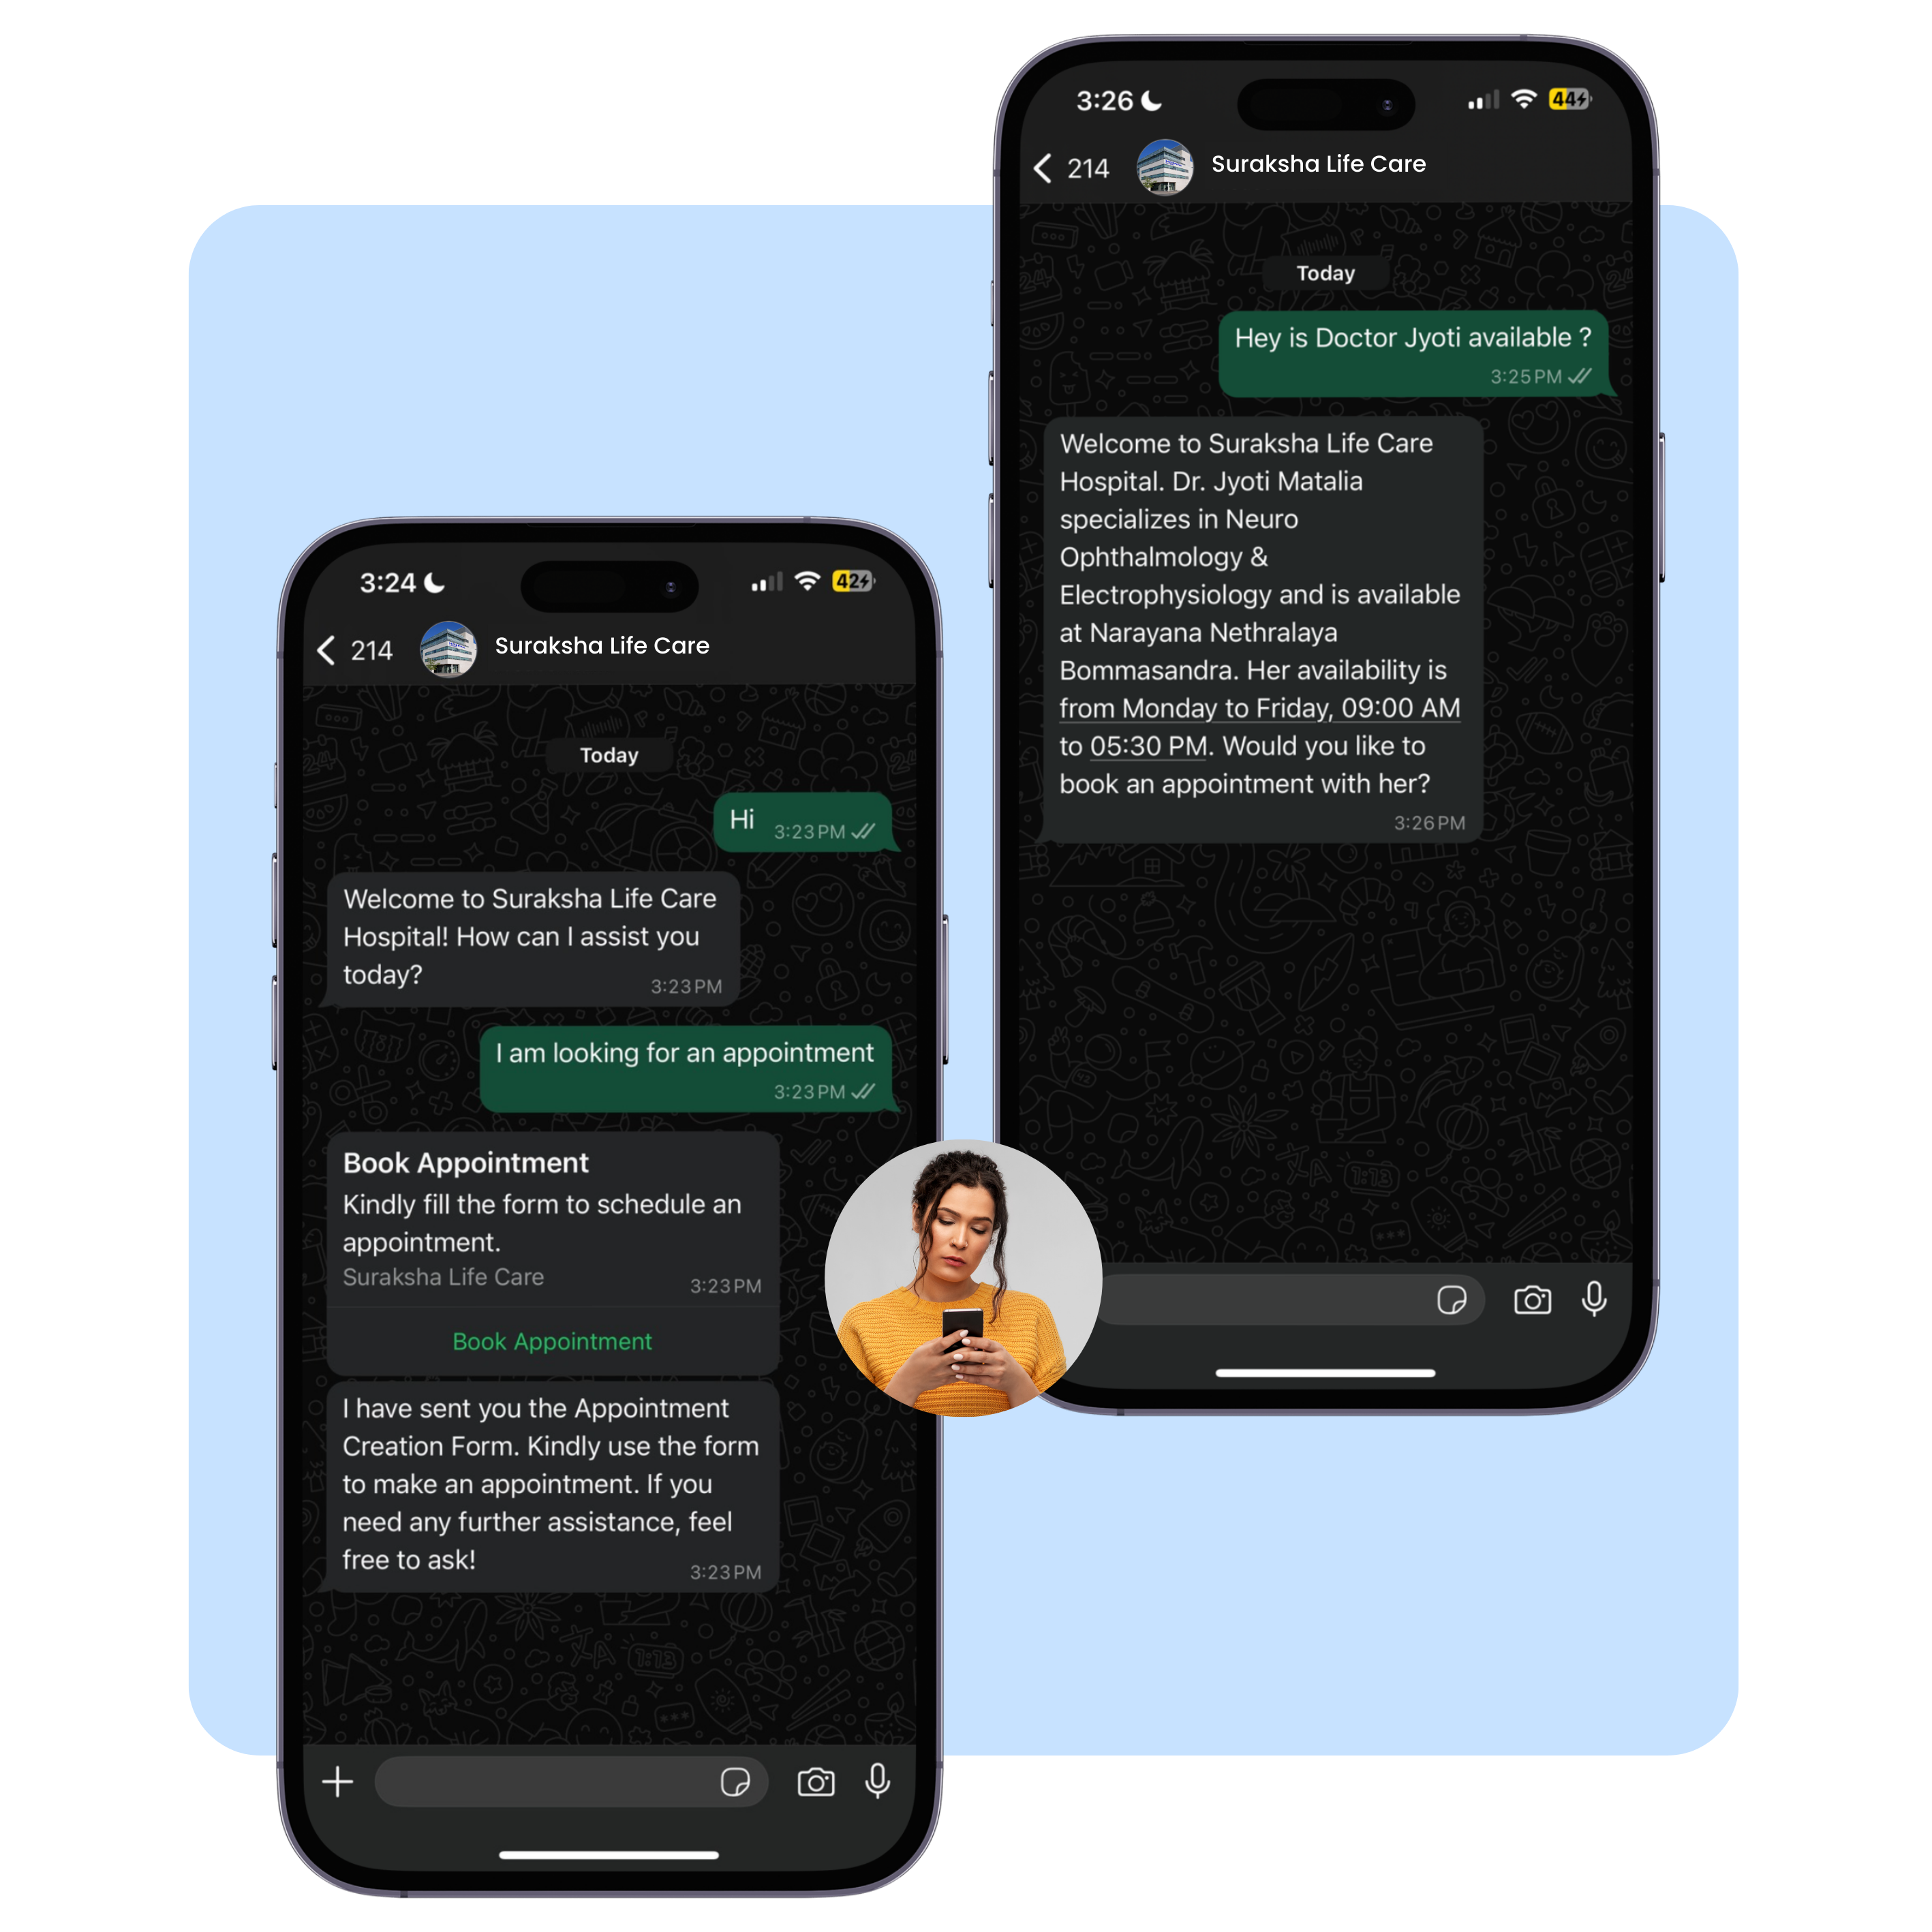 3:24
42
214
Suraksha Life Care
Today
Hi
3:23 PM
Welcome to Suraksha Life Care
Hospital! How can I assist you
today?
3:23 PM
I am looking for an appointment
3:23 PM
Book Appointment
Kindly fill the form to schedule an
appointment.
Suraksha Life Care
3:23 PM
Book Appointment
I have sent you the Appointment
Creation Form. Kindly use the form
to make an appointment. If you
need any further assistance, feel
free to ask!
3:23 PM
3:26
44
214
Suraksha Life Care
Today
Hey is Doctor Jyoti available ?
3:25 PM
Welcome to Suraksha Life Care
Hospital. Dr. Jyoti Matalia
specializes in Neuro
Ophthalmology &
Electrophysiology and is available
at Narayana Nethralaya
Bommasandra. Her availability is
from Monday to Friday, 09:00 AM
to 05:30 PM. Would you like to
book an appointment with her?
3:26 PM